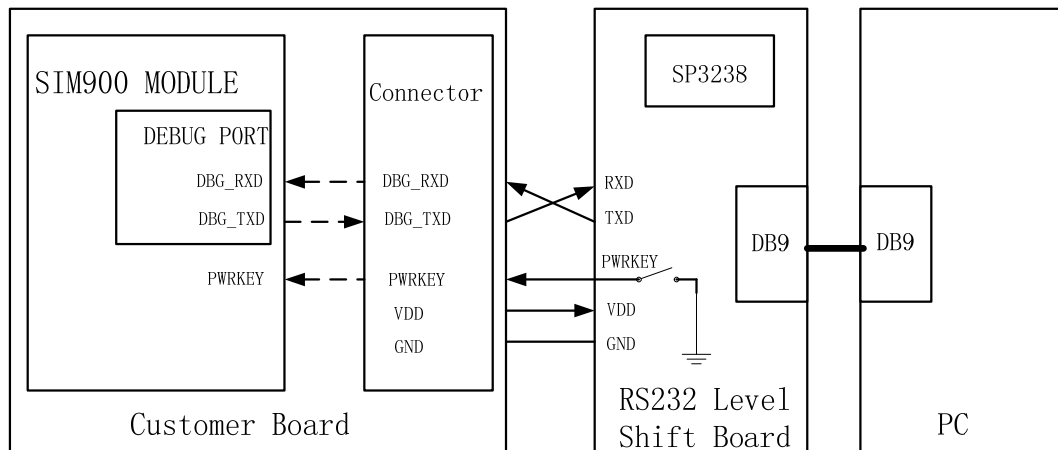 SIM900 MODULE
DEBUG PORT
DBG_RXD
DBG_TXD
PWRKEY
Connector
DBG_RXD
DBG_TXD
PWRKEY
VDD
GND
Customer Board
SP3238
RXD
TXD
PWRKEY
VDD
GND
DB9
RS232 Level
Shift Board
DB9
PC